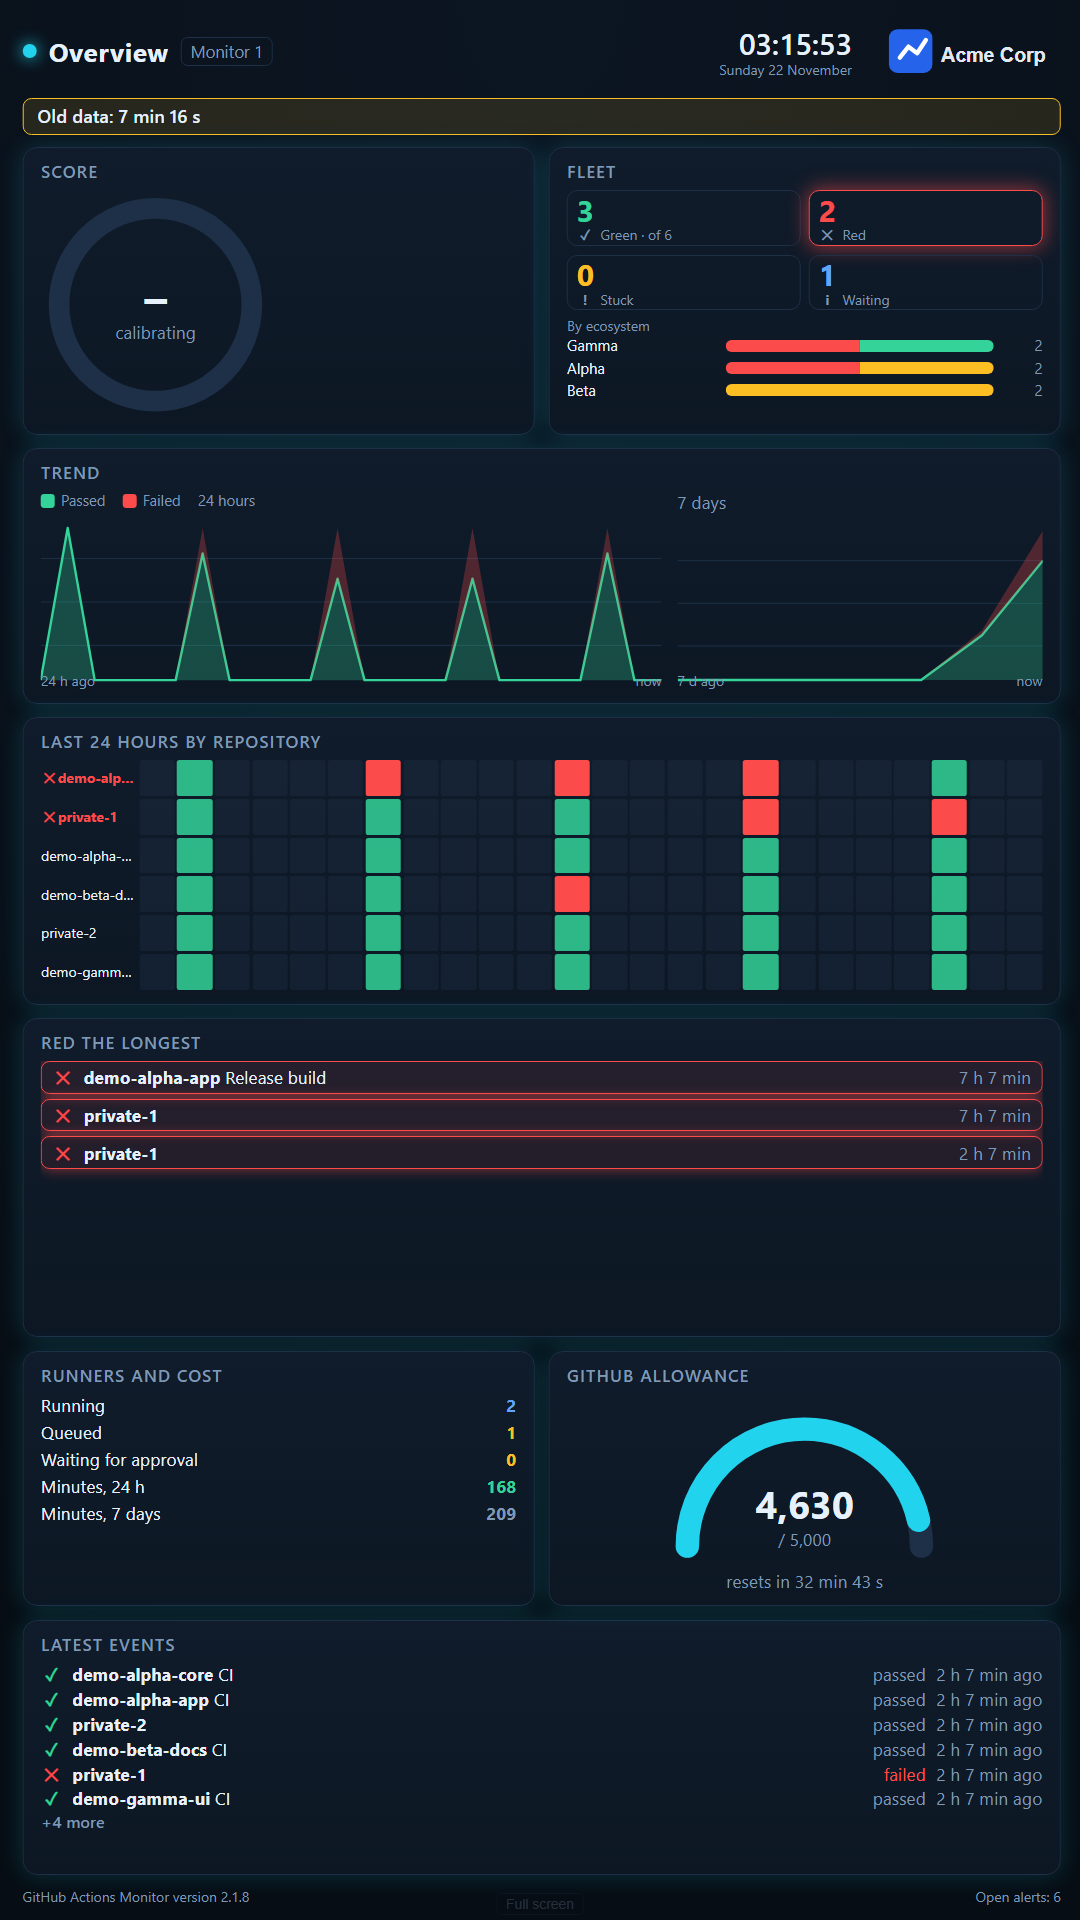 Overview
Monitor 1
03:15:53
Sunday 22 November
Acme Corp
Old data: 7 min 16 s
SCORE
–
calibrating
FLEET
3
✓ Green · of 6
2
✕ Red
0
! Stuck
1
i Waiting
By ecosystem
Gamma 2
Alpha 2
Beta 2
TREND
Passed Failed 24 hours
7 days
24 h ago now
7 d ago now
LAST 24 HOURS BY REPOSITORY
✕ demo-alp...
✕ private-1
demo-alpha-...
demo-beta-d...
private-2
demo-gamm...
RED THE LONGEST
✕ demo-alpha-app Release build 7 h 7 min
✕ private-1 7 h 7 min
✕ private-1 2 h 7 min
RUNNERS AND COST
Running 2
Queued 1
Waiting for approval 0
Minutes, 24 h 168
Minutes, 7 days 209
GITHUB ALLOWANCE
4,630
/ 5,000
resets in 32 min 43 s
LATEST EVENTS
✓ demo-alpha-core CI passed 2 h 7 min ago
✓ demo-alpha-app CI passed 2 h 7 min ago
✓ private-2 passed 2 h 7 min ago
✓ demo-beta-docs CI passed 2 h 7 min ago
✕ private-1 failed 2 h 7 min ago
✓ demo-gamma-ui CI passed 2 h 7 min ago
+4 more
GitHub Actions Monitor version 2.1.8
Full screen
Open alerts: 6